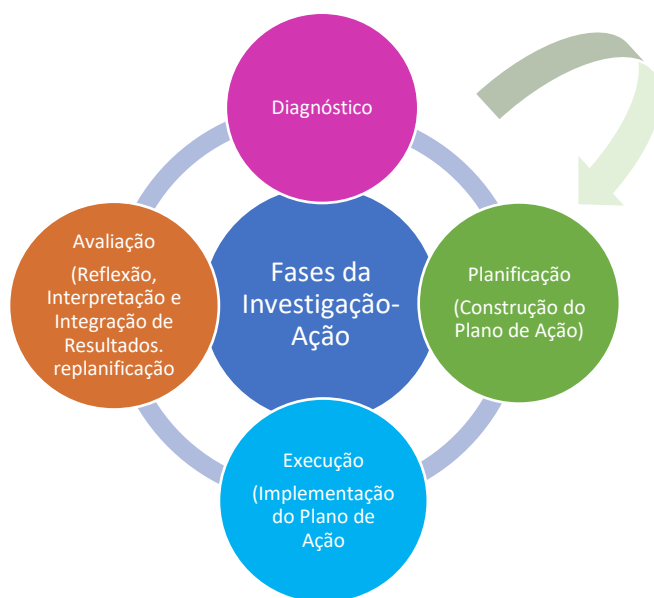 Diagnóstico
Avaliação
(Reflexão,
Interpretação e
Integração de
Resultados.
replanificação
Fases da
Investigação-
Ação
Planificação
(Construção do
Plano de Ação)
Execução
(Implementação
do Plano de
Ação